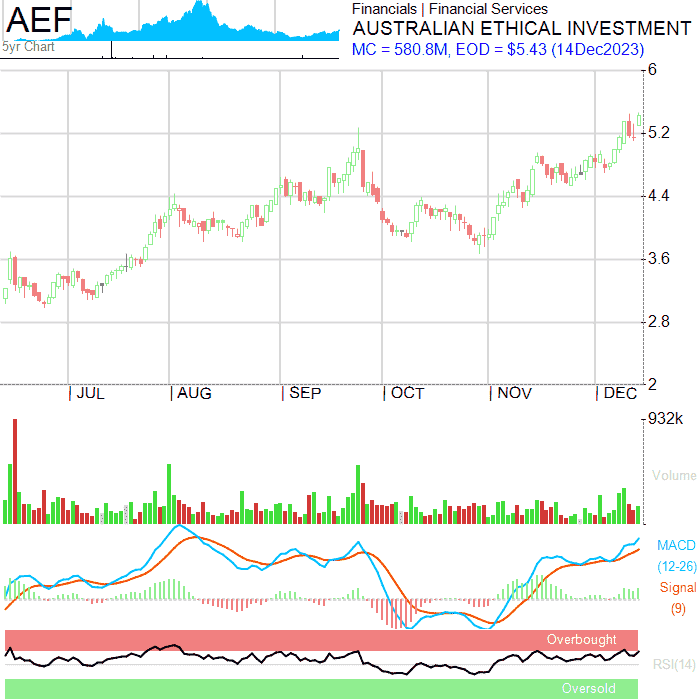 AEF
5yr Chart
Financials | Financial Services
AUSTRALIAN ETHICAL INVESTMENT
MC = 580.8M, EOD = $5.43 (14Dec2023)
6
5.2
4.4
3.6
2.8
2
JUL AUG SEP OCT NOV DEC
932k
Volume
MACD
(12-26)
Signal
(9)
Overbought
RSI(14)
Oversold